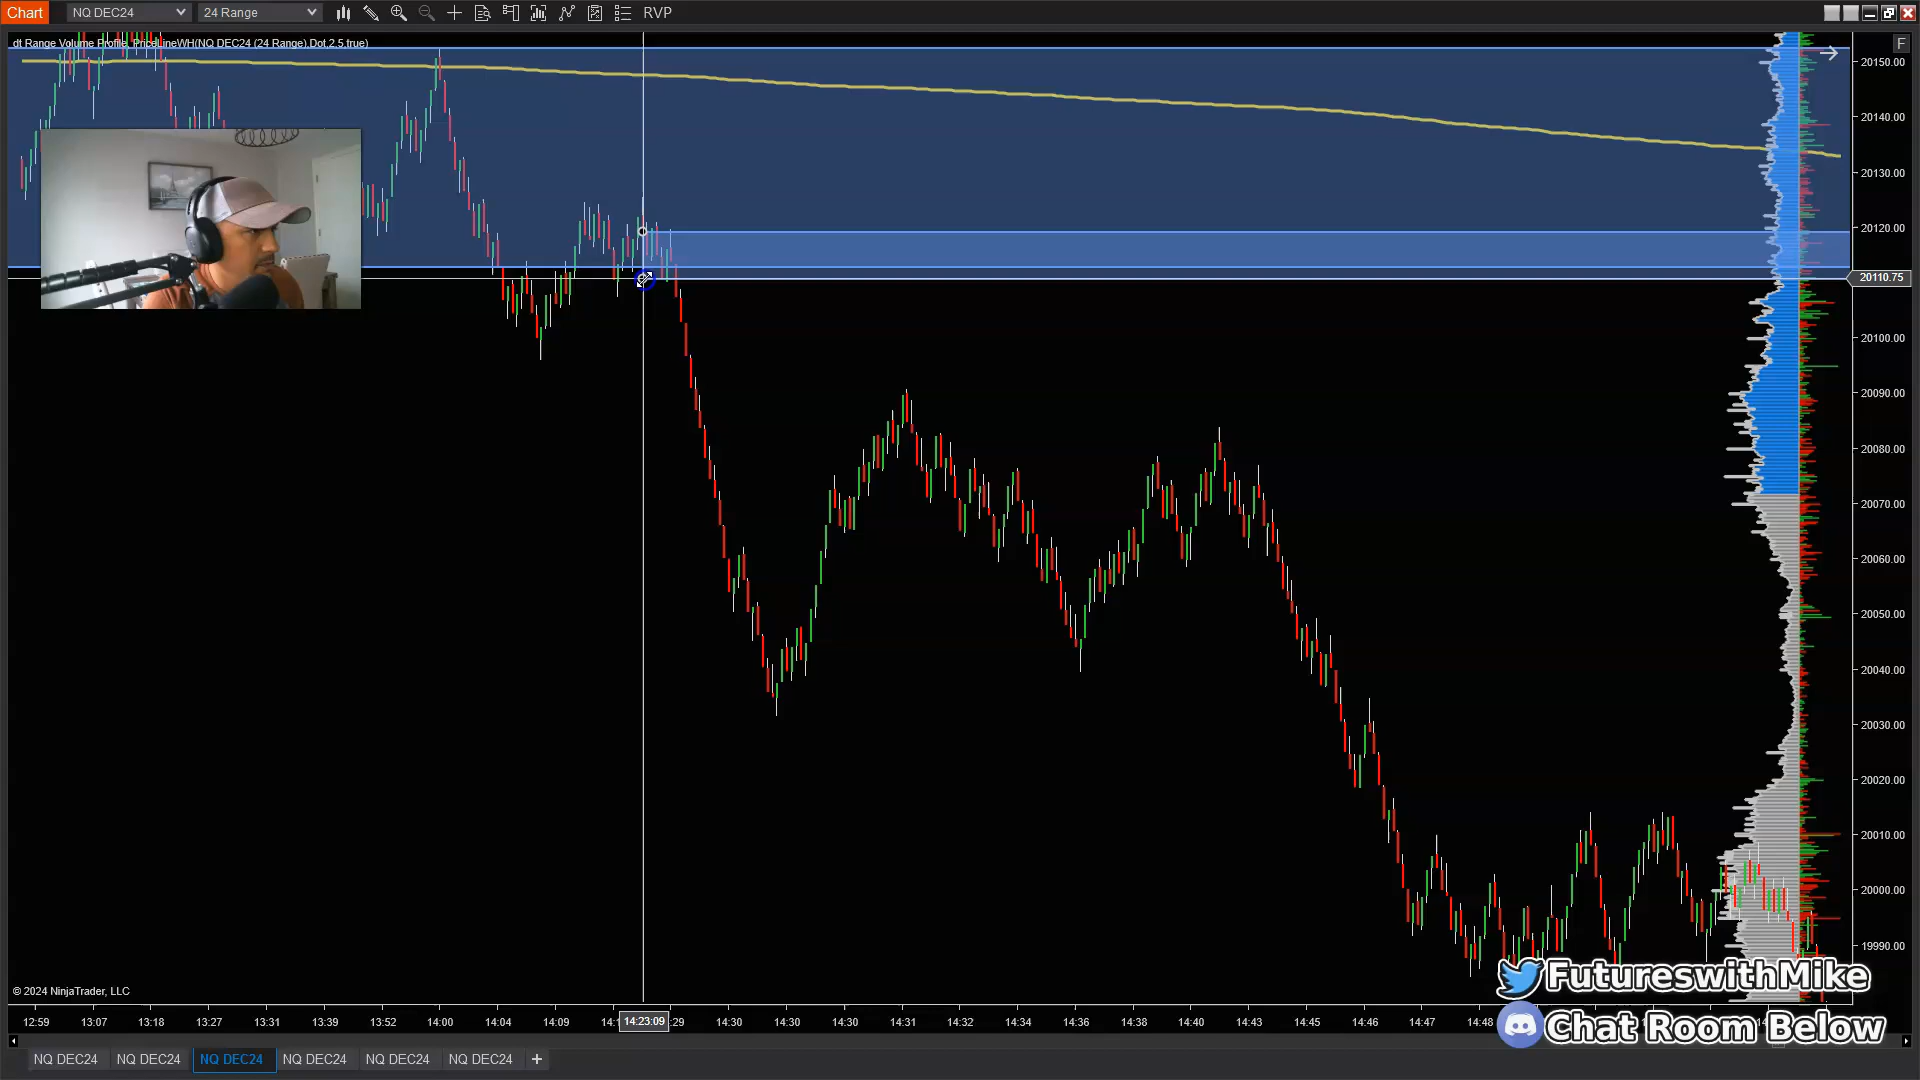 Chart
NQ DEC24
24 Range
RVP
dt Range Volume Profile, PriceLineWH(NQ DEC24 (24 Range),Dot,2.5,true)
F
20150.00
20140.00
20130.00
20120.00
20110.75
20100.00
20090.00
20080.00
20070.00
20060.00
20050.00
20040.00
20030.00
20020.00
20010.00
20000.00
19990.00
FutureswithMike
© 2024 NinjaTrader, LLC
12:59 13:07 13:18 13:27 13:31 13:39 13:52 14:00 14:04 14:09 14:23:09 :29 14:30 14:30 14:30 14:31 14:32 14:34 14:36 14:38 14:40 14:43 14:45 14:46 14:47 14:48
Chat Room Below
NQ DEC24 NQ DEC24 NQ DEC24 NQ DEC24 NQ DEC24 NQ DEC24 +